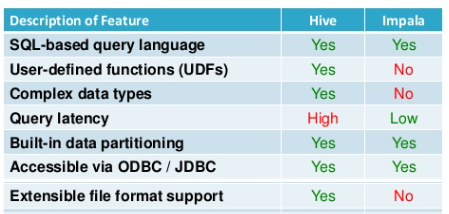 Description of Feature Hive Impala
SQL-based query language Yes Yes
User-defined functions (UDFs) Yes No
Complex data types Yes No
Query latency High Low
Built-in data partitioning Yes Yes
Accessible via ODBC / JDBC Yes Yes
Extensible file format support Yes No